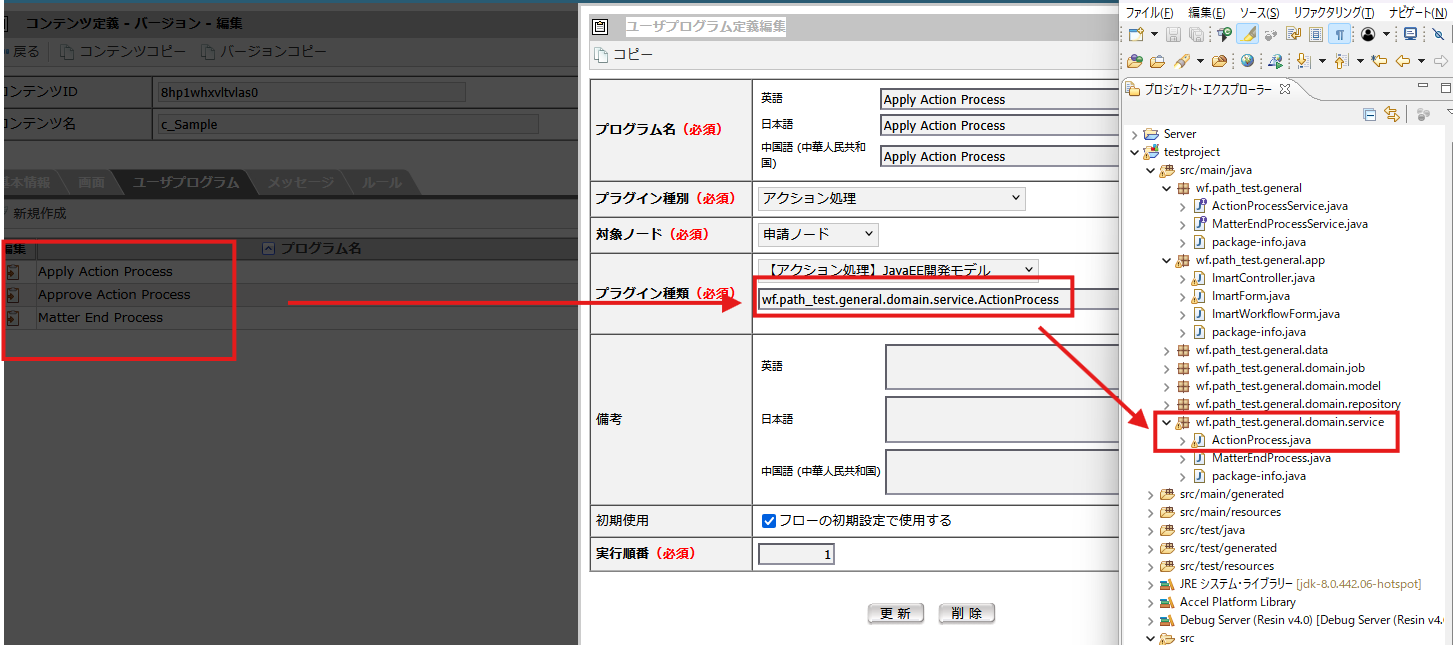 コンテンツ定義 - バージョン - 編集
戻る
コンテンツコピー
バージョンコピー
コンテンツID
8hp1whxvltvlas0
コンテンツ名
c_Sample
基本情報
画面
ユーザプログラム
メッセージ
ルール
新規作成
編集
プログラム名
Apply Action Process
Approve Action Process
Matter End Process
ユーザプログラム定義編集
コピー
プログラム名（必須）
英語
Apply Action Process
日本語
Apply Action Process
中国語 (中華人民共和
国)
Apply Action Process
プラグイン種別（必須）
アクション処理
対象ノード（必須）
申請ノード
プラグイン種類（必須）
【アクション処理】JavaEE開発モデル
wf.path_test.general.domain.service.ActionProcess
備考
英語
日本語
中国語 (中華人民共和国)
初期使用
フローの初期設定で使用する
実行順番（必須）
1
更 新
削 除
ファイル(F) 編集(E) ソース(S) リファクタリング(T) ナビゲート(N)
プロジェクト・エクスプローラー
Server
testproject
src/main/java
wf.path_test.general
ActionProcessService.java
MatterEndProcessService.java
package-info.java
wf.path_test.general.app
ImartController.java
ImartForm.java
ImartWorkflowForm.java
package-info.java
wf.path_test.general.data
wf.path_test.general.domain.job
wf.path_test.general.domain.model
wf.path_test.general.domain.repository
wf.path_test.general.domain.service
ActionProcess.java
MatterEndProcess.java
package-info.java
src/main/generated
src/main/resources
src/test/java
src/test/generated
src/test/resources
JRE システム・ライブラリー [jdk-8.0.442.06-hotspot]
Accel Platform Library
Debug Server (Resin v4.0) [Debug Server (Resin v4.
src